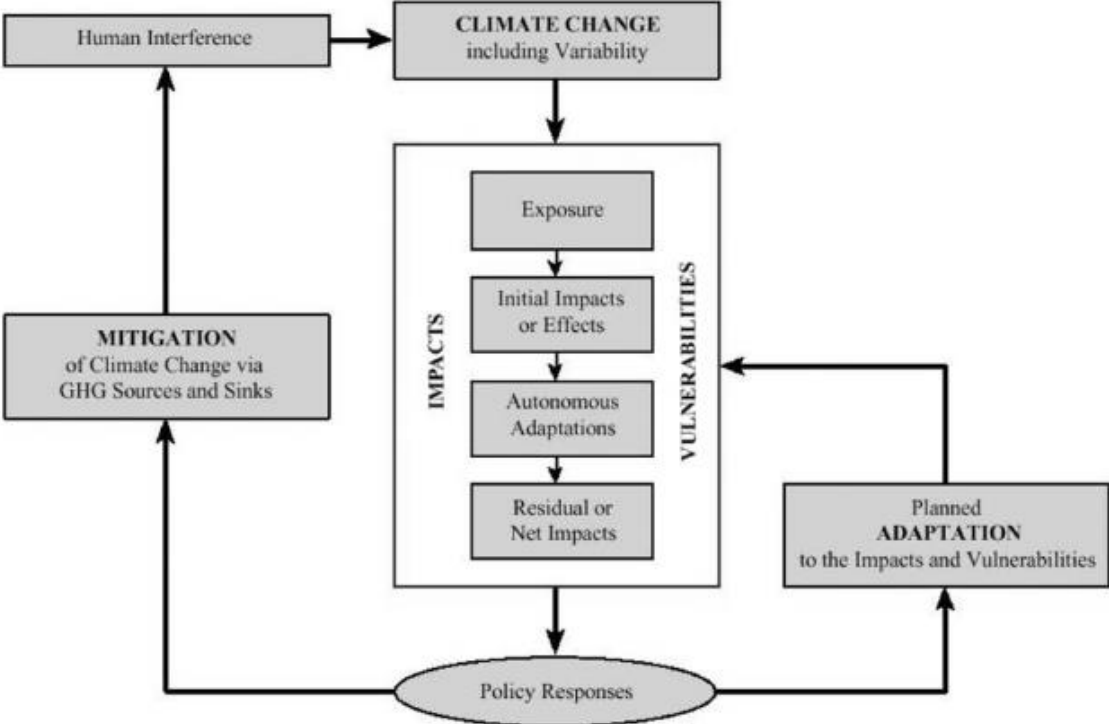 Human Interference
CLIMATE CHANGE
including Variability
Exposure
Initial Impacts
or Effects
Autonomous
Adaptations
Residual or
Net Impacts
IMPACTS
VULNERABILITIES
MITIGATION
of Climate Change via
GHG Sources and Sinks
Planned
ADAPTATION
to the Impacts and Vulnerabilities
Policy Responses